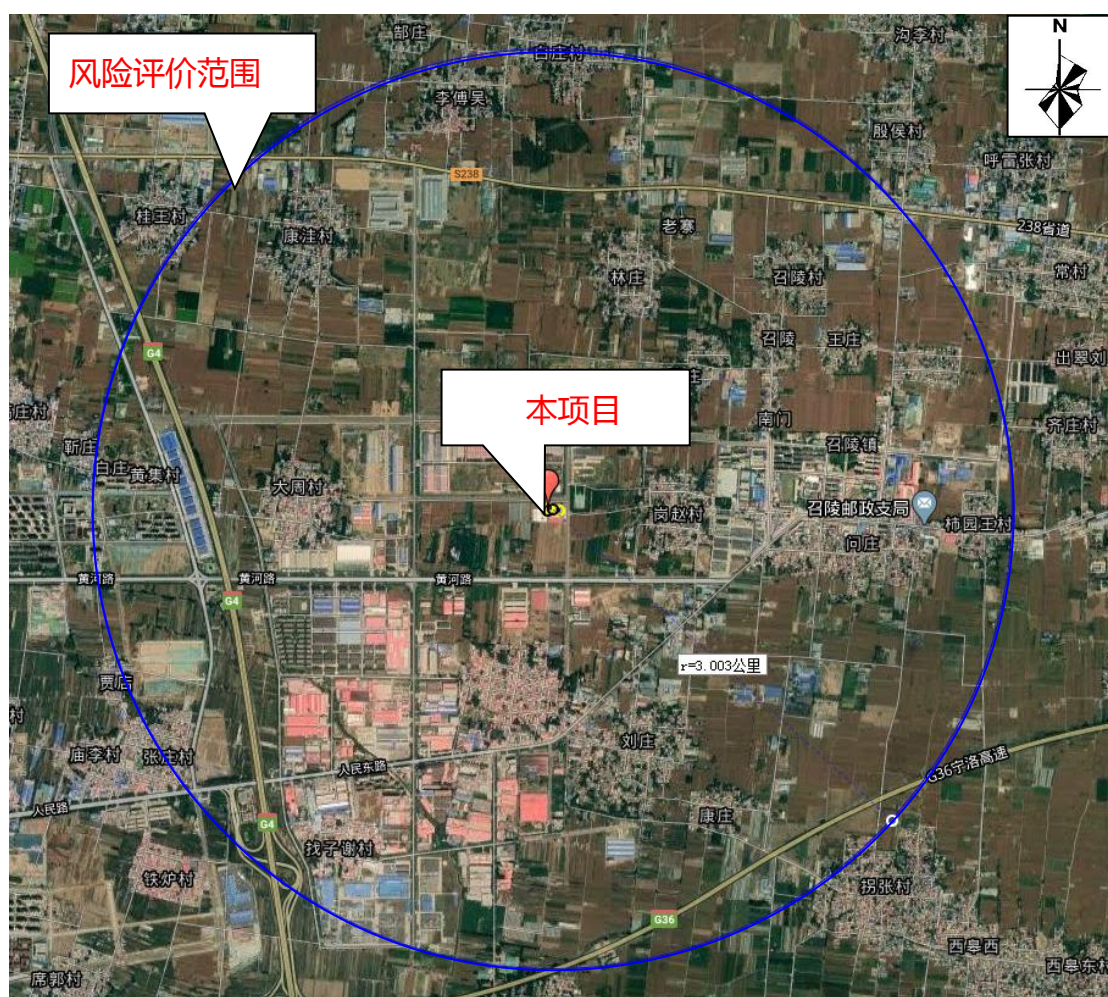 郜庄
白庄村
沟李村
N
风险评价范围
李傅吴
殷侯村
呼雷张村
S238
桂王村
康洼村
老寨
238省道
林庄
召陵村
常村
召陵
王庄
出翠刘
G4
庄
本项目
庄村
南门
召陵镇
齐庄村
靳庄
白庄
黄集村
大周村
岗赵村
召陵邮政支局
柿园王村
问庄
黄河路
黄河路
黄河路
G4
r=3.003公里
贾店
村
庙李村
张庄村
刘庄
人民东路
G36宁洛高速
人民路
康庄
G4
找子谢村
铁炉村
拐张村
G36
西皋西
席郭村
西皋东村